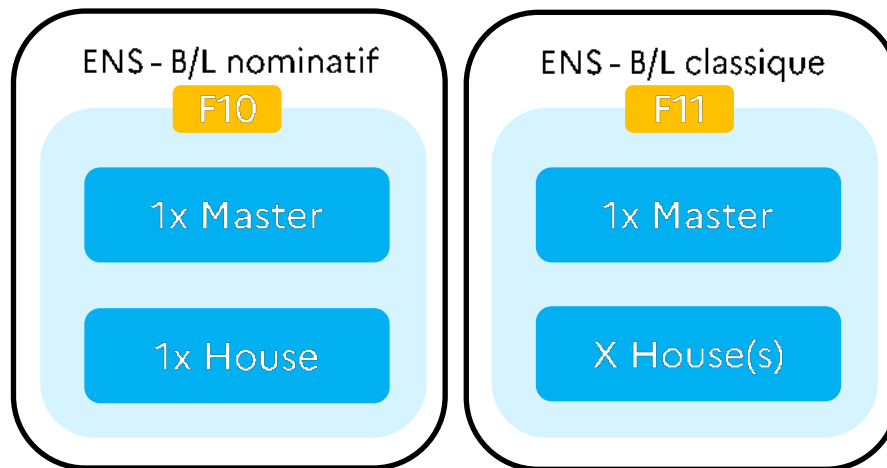 ENS - B/L nominatif
F10
1x Master
1x House
ENS - B/L classique
F11
1x Master
X House(s)